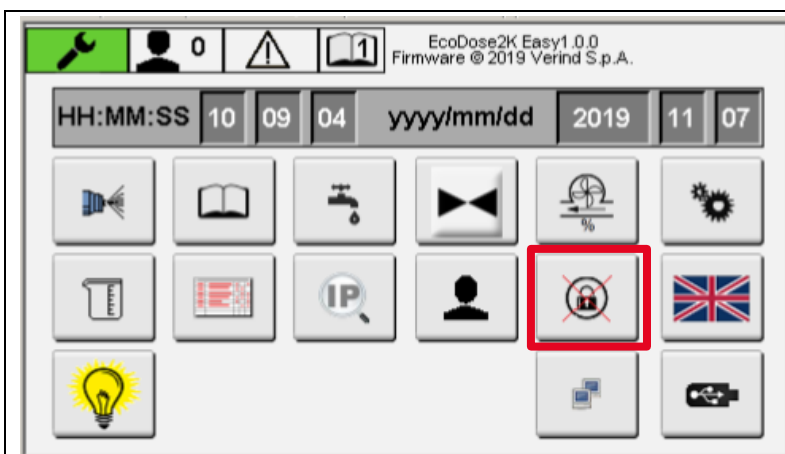 0
1
EcoDose2K Easy1.0.0
Firmware © 2019 Verind S.p.A.
HH:MM:SS 10 09 04 yyyy/mm/dd 2019 11 07
%
IP